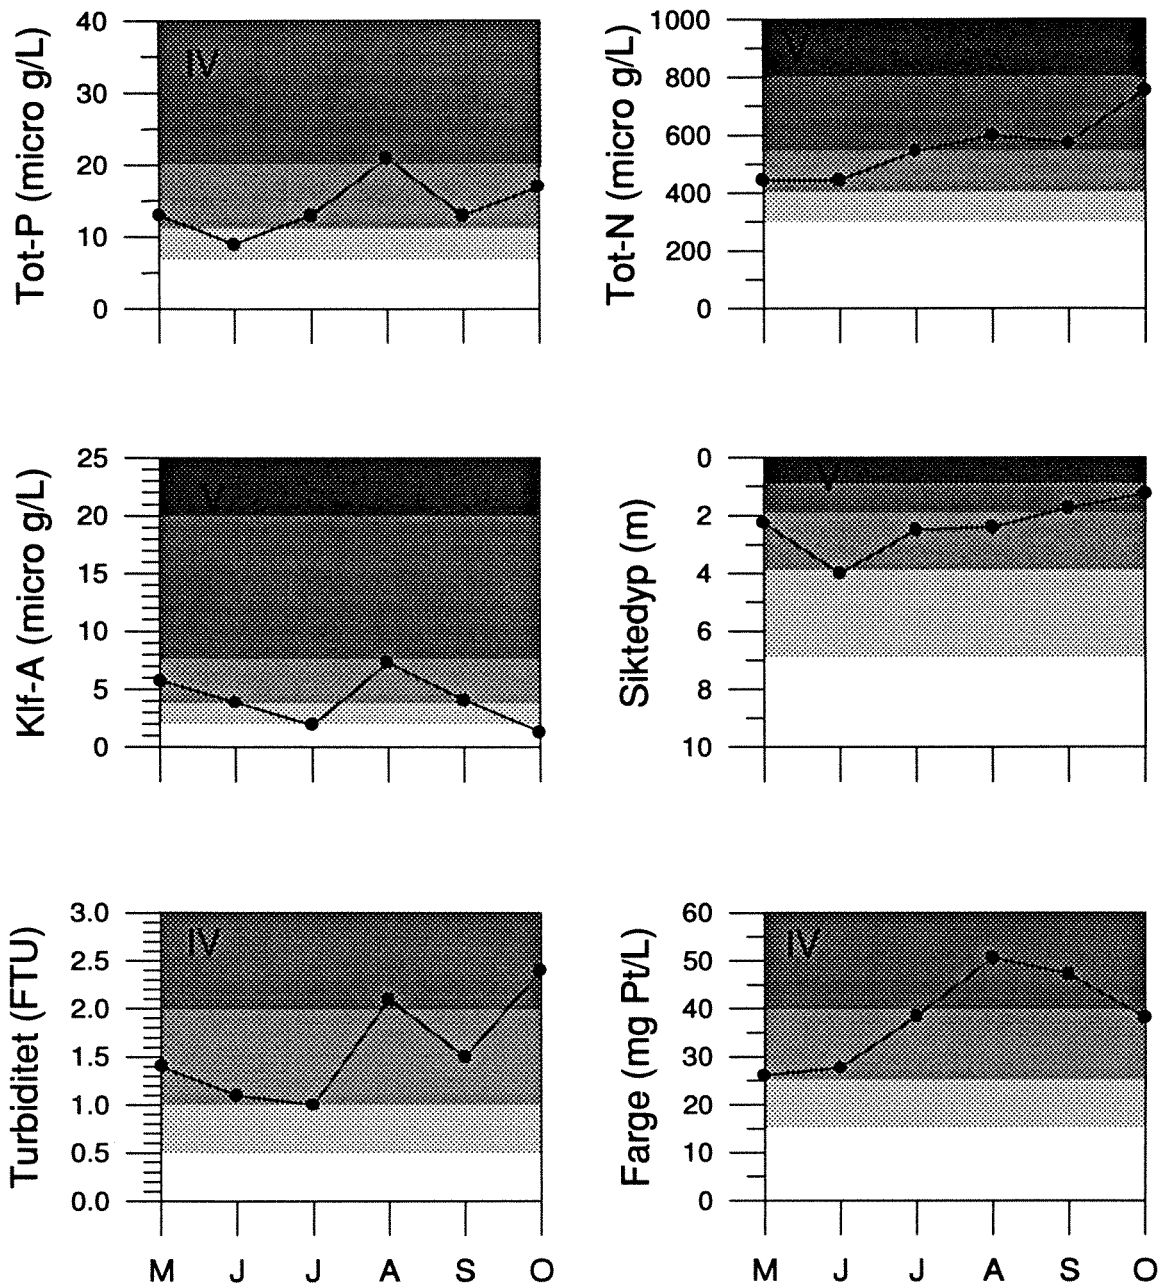 Tot-P (micro g/L)
40
30
20
10
0
IV
Tot-N (micro g/L)
1000
800
600
400
200
0
V
Klf-A (micro g/L)
25
20
15
10
5
0
V
Siktedyp (m)
0
2
4
6
8
10
V
Turbiditet (FTU)
3.0
2.5
2.0
1.5
1.0
0.5
0.0
IV
M J J A S O
Farge (mg Pt/L)
60
50
40
30
20
10
0
IV
M J J A S O